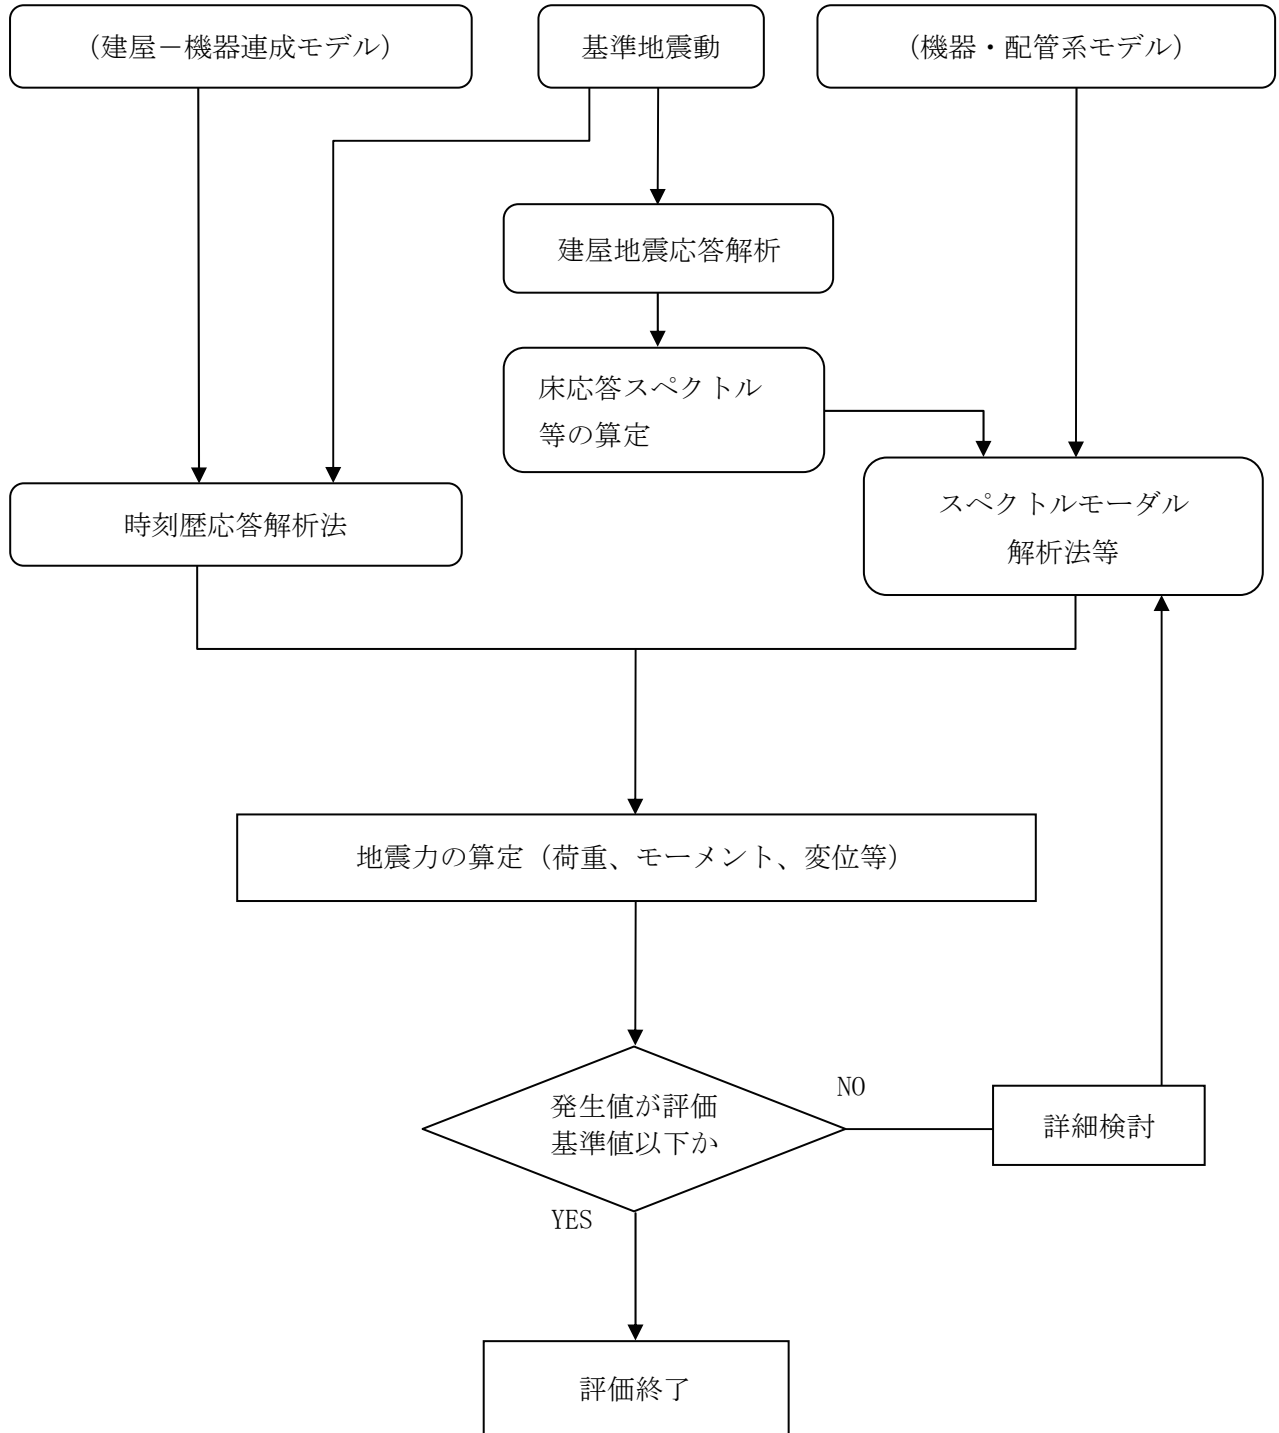 (建屋－機器連成モデル)
基準地震動
(機器・配管系モデル)
建屋地震応答解析
床応答スペクトル
等の算定
時刻歴応答解析法
スペクトルモーダル
解析法等
地震力の算定（荷重、モーメント、変位等）
発生値が評価
基準値以下か
NO
詳細検討
YES
評価終了